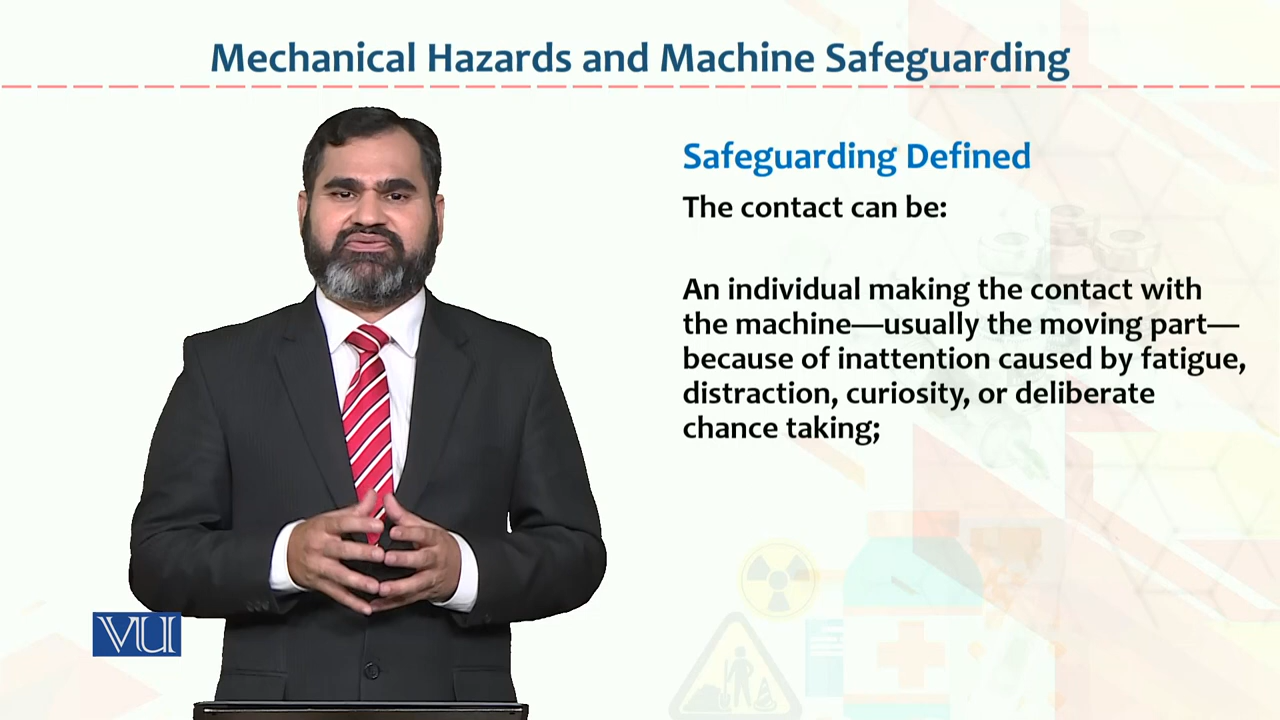 Mechanical Hazards and Machine Safeguarding
Safeguarding Defined
The contact can be:
An individual making the contact with
the machine—usually the moving part—
because of inattention caused by fatigue,
distraction, curiosity, or deliberate
chance taking;
VU